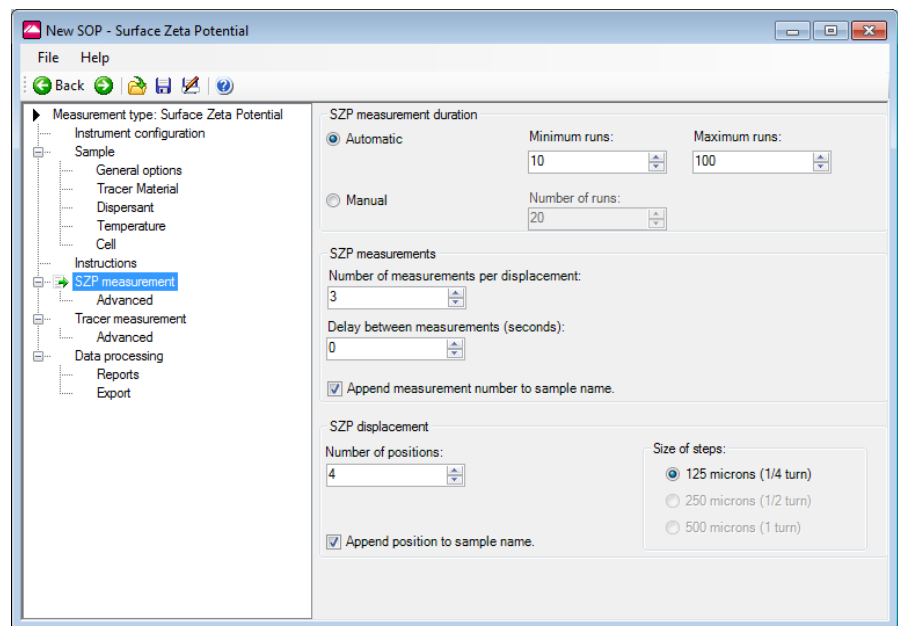 New SOP - Surface Zeta Potential
File Help
Back
Measurement type: Surface Zeta Potential
Instrument configuration
Sample
General options
Tracer Material
Dispersant
Temperature
Cell
Instructions
SZP measurement
Advanced
Tracer measurement
Advanced
Data processing
Reports
Export
SZP measurement duration
Automatic
Minimum runs:
Maximum runs:
10
100
Manual
Number of runs:
20
SZP measurements
Number of measurements per displacement:
3
Delay between measurements (seconds):
0
Append measurement number to sample name.
SZP displacement
Number of positions:
4
Append position to sample name.
Size of steps:
125 microns (1/4 turn)
250 microns (1/2 turn)
500 microns (1 turn)